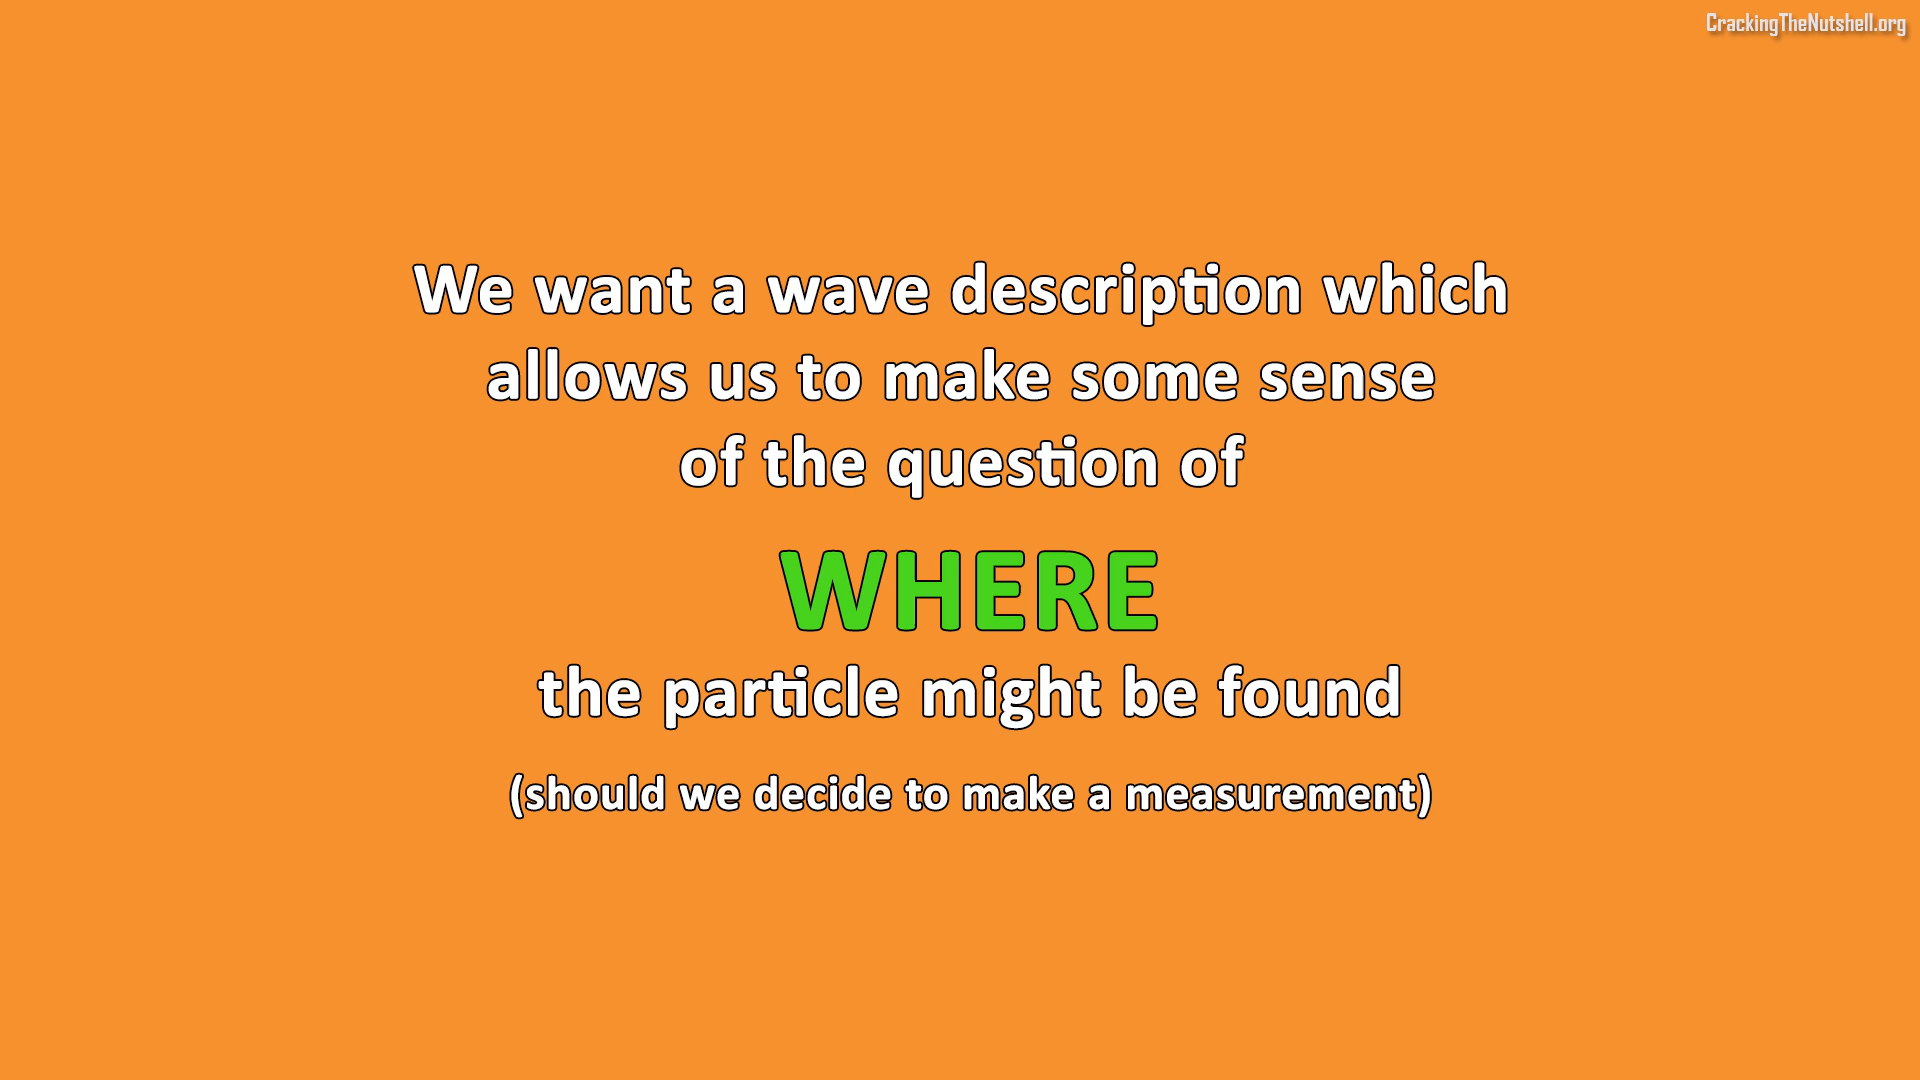 CrackingTheNutshell.org
We want a wave description which
allows us to make some sense
of the question of
WHERE
the particle might be found
(should we decide to make a measurement)